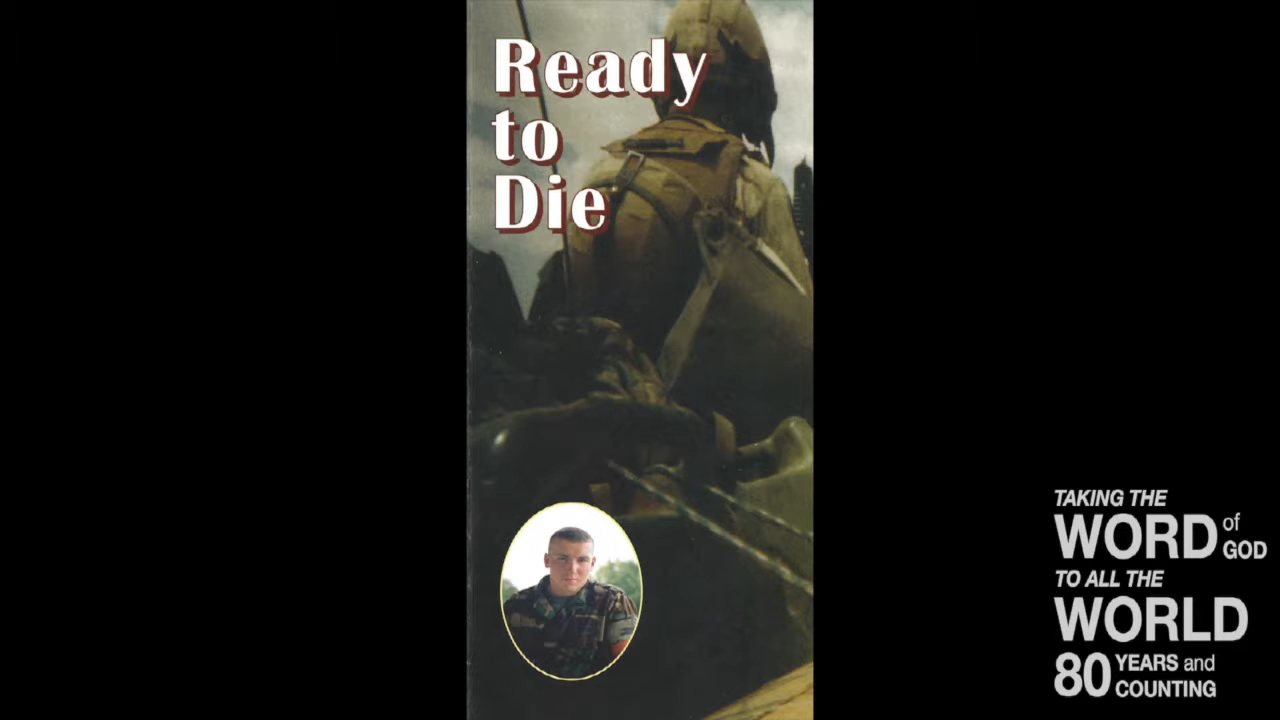 Ready
to
Die
TAKING THE
WORD of
GOD
TO ALL THE
WORLD
80 YEARS and
COUNTING